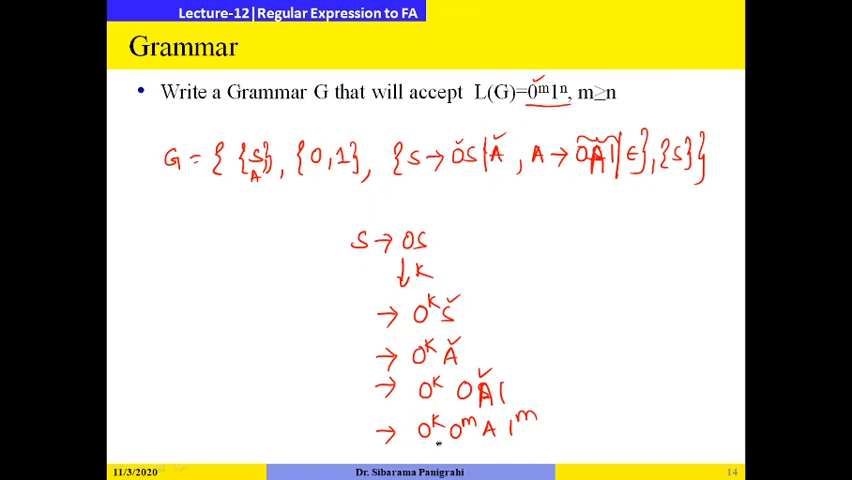 Lecture-12|Regular Expression to FA
Grammar
• Write a Grammar G that will accept L(G)=0ᵐ1ⁿ, m≥n
G = { {S, A}, {0, 1}, {S → 0S | A, A → 0A1 | ε}, {S} }
S → 0S
↓ K
→ 0ᴷ S
→ 0ᴷ A
→ 0ᴷ 0A1
→ 0ᴷ 0ᵐ A 1ᵐ
11/3/2020 Dr. Sibarama Panigrahi 14